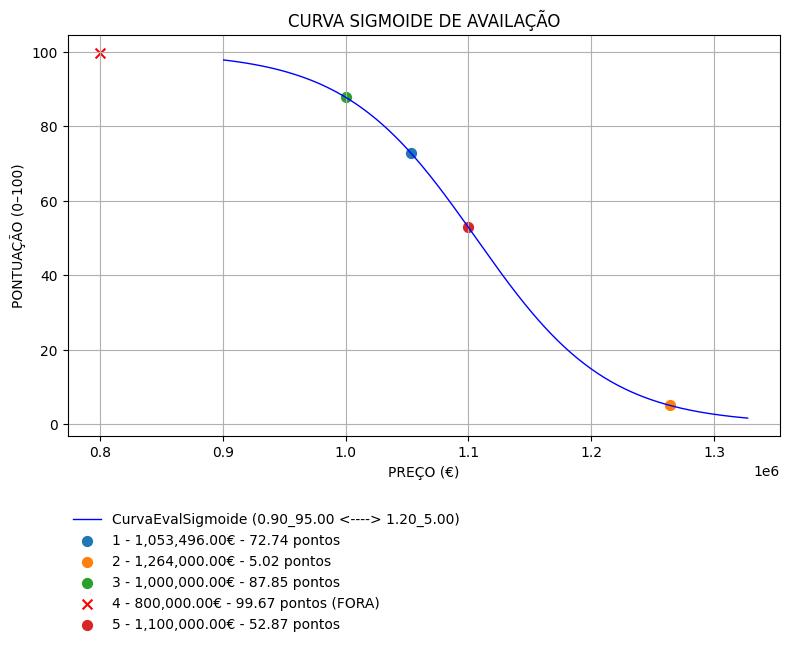 CURVA SIGMOIDE DE AVAILAÇÃO
PONTUAÇÃO (0–100)
100
80
60
40
20
0
0.8 0.9 1.0 1.1 1.2 1.3
1e6
PREÇO (€)
CurvaEvalSigmoide (0.90_95.00 <----> 1.20_5.00)
1 - 1,053,496.00€ - 72.74 pontos
2 - 1,264,000.00€ - 5.02 pontos
3 - 1,000,000.00€ - 87.85 pontos
4 - 800,000.00€ - 99.67 pontos (FORA)
5 - 1,100,000.00€ - 52.87 pontos